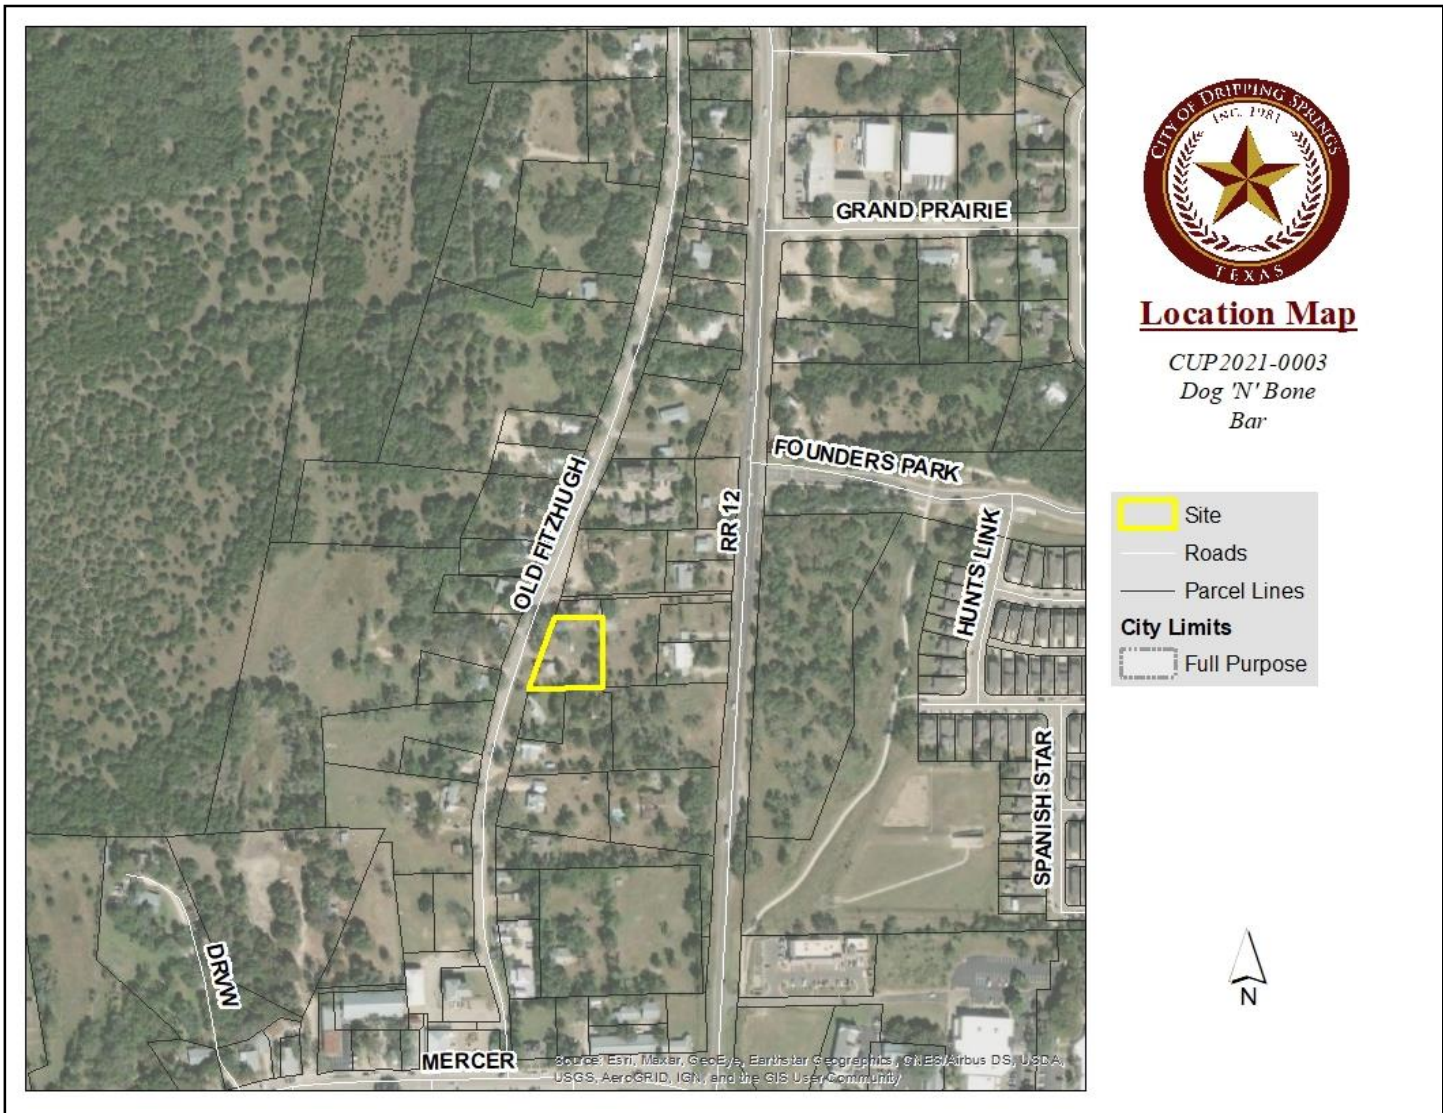 GRAND PRAIRIE
FOUNDERS PARK
OLD FITZHUGH
RR 12
HUNTS LINK
SPANISH STAR
DRVW
MERCER
Source: Esri, Maxar, GeoEye, Earthstar Geographics, CNES/Airbus DS, USDA,
USGS, AeroGRID, IGN, and the GIS User Community
CITY OF DRIPPING SPRINGS
INC. 1981
TEXAS
Location Map
CUP2021-0003
Dog 'N' Bone
Bar
Site
Roads
Parcel Lines
City Limits
Full Purpose
N